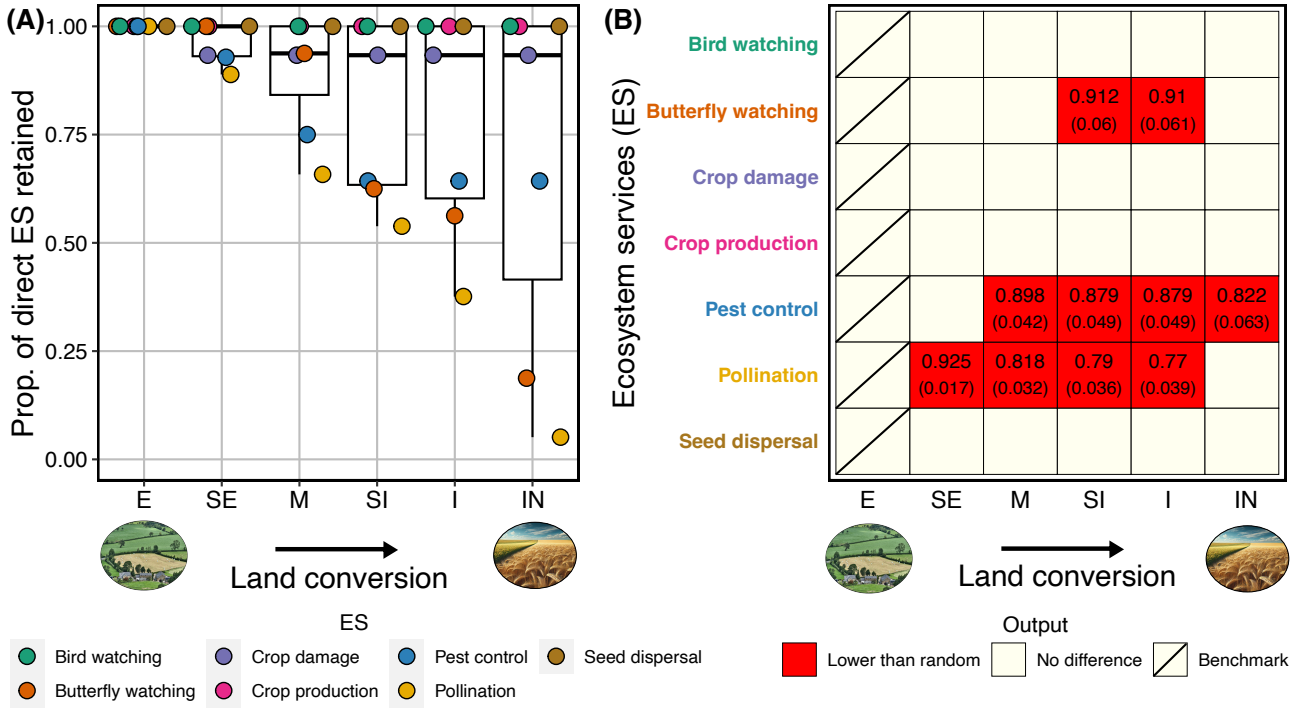 (A)
Prop. of direct ES retained
1.00
0.75
0.50
0.25
0.00
E SE M SI I IN
Land conversion
ES
Bird watching
Crop damage
Pest control
Seed dispersal
Butterfly watching
Crop production
Pollination
(B)
Ecosystem services (ES)
Bird watching
Butterfly watching
0.912 0.91
(0.06) (0.061)
Crop damage
Crop production
Pest control
0.898 0.879 0.879 0.822
(0.042) (0.049) (0.049) (0.063)
Pollination
0.925 0.818 0.79 0.77
(0.017) (0.032) (0.036) (0.039)
Seed dispersal
E SE M SI I IN
Land conversion
Output
Lower than random
No difference
Benchmark